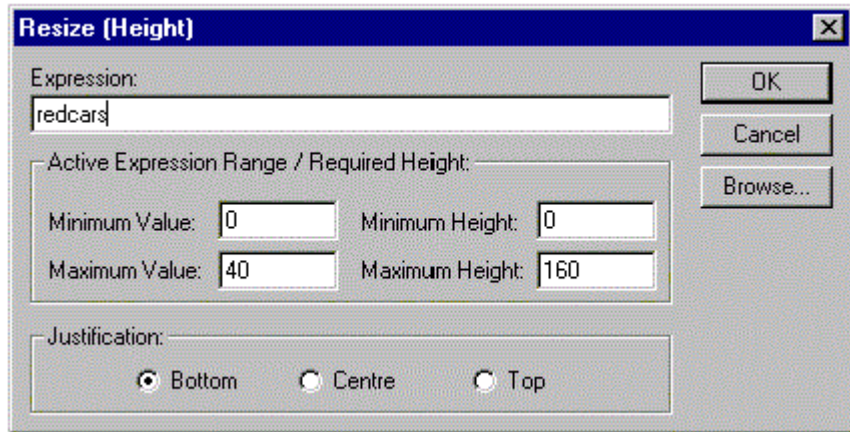 Resize (Height)
Expression:
redcars
OK
Cancel
Browse...
Active Expression Range / Required Height:
Minimum Value: 0 Minimum Height: 0
Maximum Value: 40 Maximum Height: 160
Justification:
Bottom Centre Top